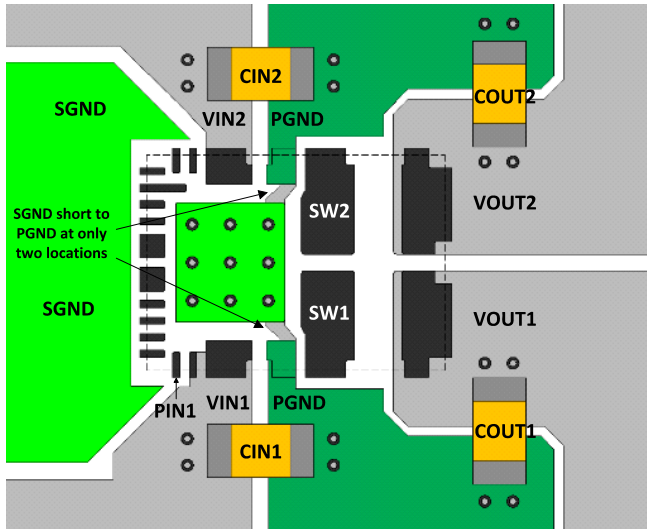 CIN2
COUT2
SGND
VIN2
PGND
SGND short to
PGND at only
two locations
SW2
VOUT2
SGND
SW1
VOUT1
PIN1
VIN1
PGND
CIN1
COUT1